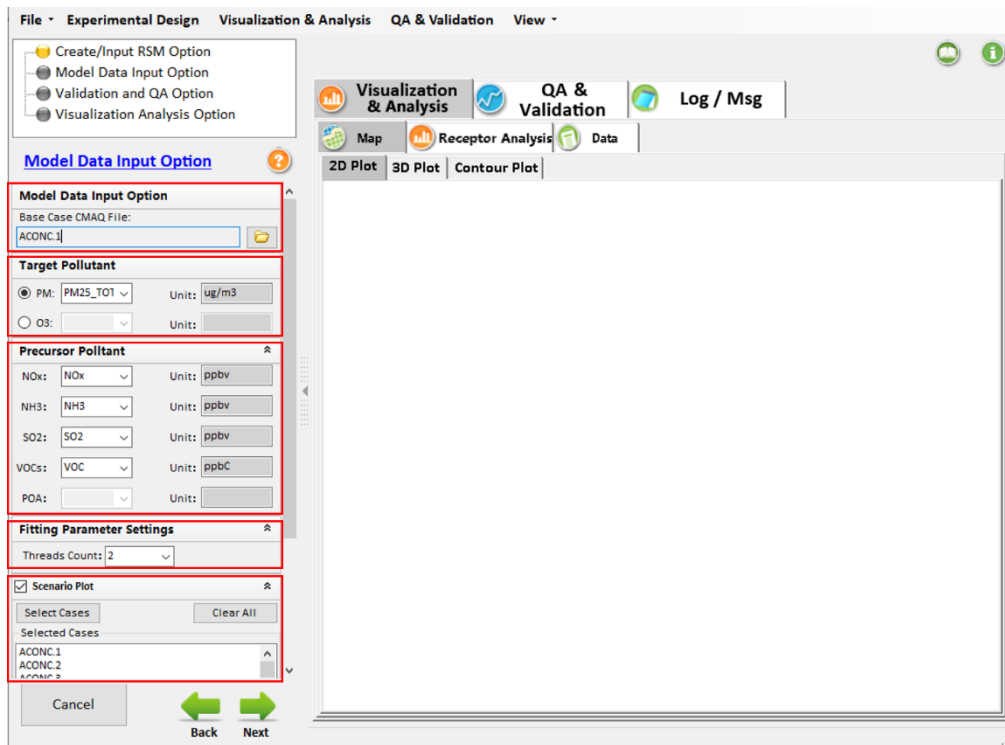 File Experimental Design Visualization & Analysis QA & Validation View
Create/Input RSM Option
Model Data Input Option
Validation and QA Option
Visualization Analysis Option
Model Data Input Option
?
Model Data Input Option
Base Case CMAQ File:
ACONC.1
Target Pollutant
PM: PM25_TOT Unit: ug/m3
O3: Unit:
Precursor Polltant
NOx: NOx Unit: ppbv
NH3: NH3 Unit: ppbv
SO2: SO2 Unit: ppbv
VOCs: VOC Unit: ppbC
POA: Unit:
Fitting Parameter Settings
Threads Count: 2
Scenario Plot
Select Cases Clear All
Selected Cases
ACONC.1
ACONC.2
ACONC.3
Cancel
Back Next
i
Visualization & Analysis
QA & Validation
Log / Msg
Map Receptor Analysis Data
2D Plot 3D Plot Contour Plot